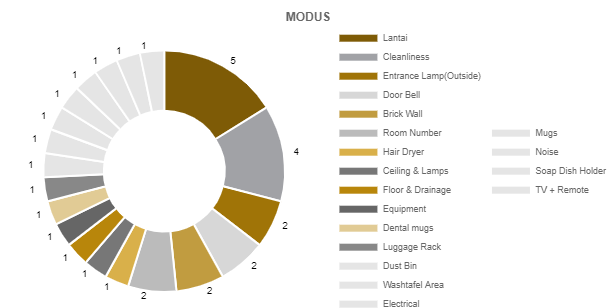 MODUS
5
4
2
2
2
2
1
1
1
1
1
1
1
1
1
1
1
1
1
1
Lantai
Cleanliness
Entrance Lamp(Outside)
Door Bell
Brick Wall
Room Number
Hair Dryer
Ceiling & Lamps
Floor & Drainage
Equipment
Dental mugs
Luggage Rack
Dust Bin
Washtafel Area
Electrical
Mugs
Noise
Soap Dish Holder
TV + Remote